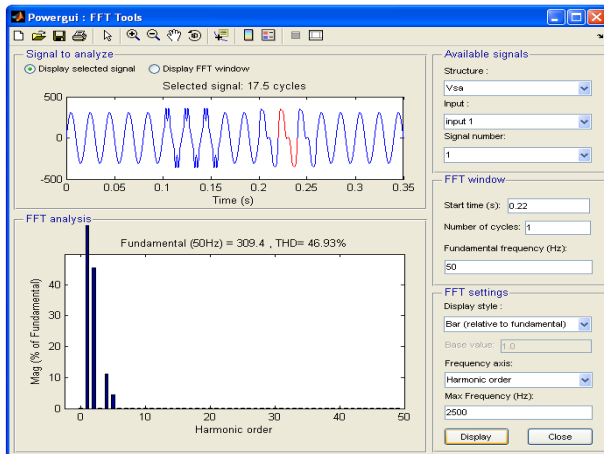 Powergui : FFT Tools
Signal to analyze
Display selected signal
Display FFT window
Selected signal: 17.5 cycles
500
0
-500
0 0.05 0.1 0.15 0.2 0.25 0.3 0.35
Time (s)
FFT analysis
Fundamental (50Hz) = 309.4 , THD= 46.93%
40
30
20
10
0
0 10 20 30 40 50
Mag (% of Fundamental)
Harmonic order
Available signals
Structure :
Vsa
Input :
input 1
Signal number:
1
FFT window
Start time (s): 0.22
Number of cycles: 1
Fundamental frequency (Hz):
50
FFT settings
Display style :
Bar (relative to fundamental)
Base value: 1.0
Frequency axis:
Harmonic order
Max Frequency (Hz):
2500
Display
Close